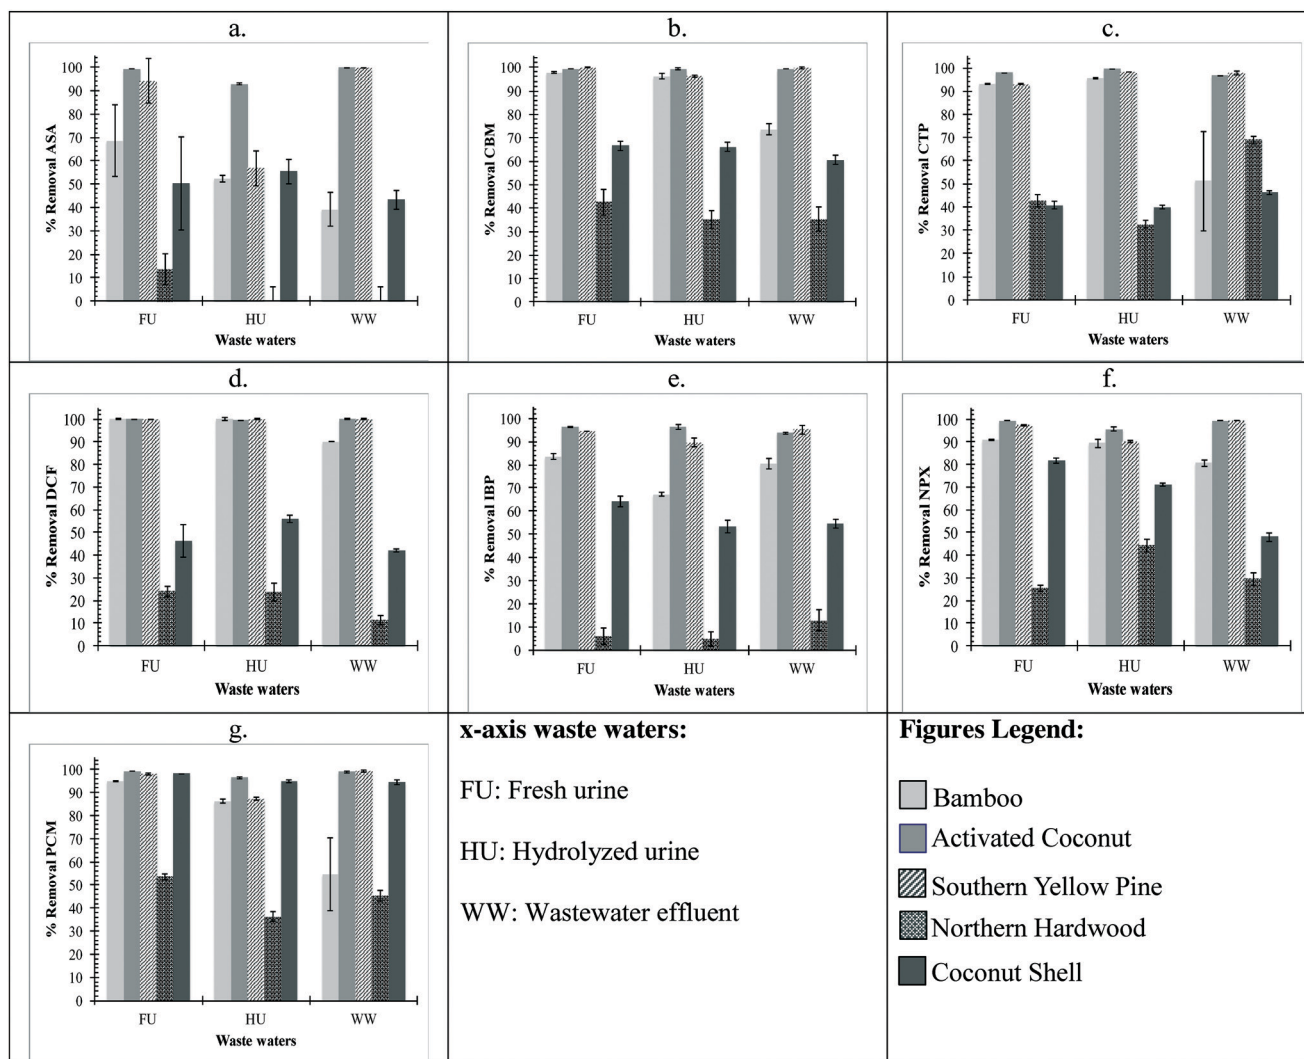 a.
100
90
80
70
60
50
40
30
20
10
0
% Removal ASA
FU HU WW
Waste waters
b.
100
90
80
70
60
50
40
30
20
10
0
% Removal CBM
FU HU WW
Waste waters
c.
100
90
80
70
60
50
40
30
20
10
0
% Removal CTP
FU HU WW
Waste waters
d.
100
90
80
70
60
50
40
30
20
10
0
% Removal DCF
FU HU WW
Waste waters
e.
100
90
80
70
60
50
40
30
20
10
0
% Removal IBP
FU HU WW
Waste waters
f.
100
90
80
70
60
50
40
30
20
10
0
% Removal NPX
FU HU WW
Waste waters
g.
100
90
80
70
60
50
40
30
20
10
0
% Removal PCM
FU HU WW
Waste waters
x-axis waste waters:
FU: Fresh urine
HU: Hydrolyzed urine
WW: Wastewater effluent
Figures Legend:
Bamboo
Activated Coconut
Southern Yellow Pine
Northern Hardwood
Coconut Shell